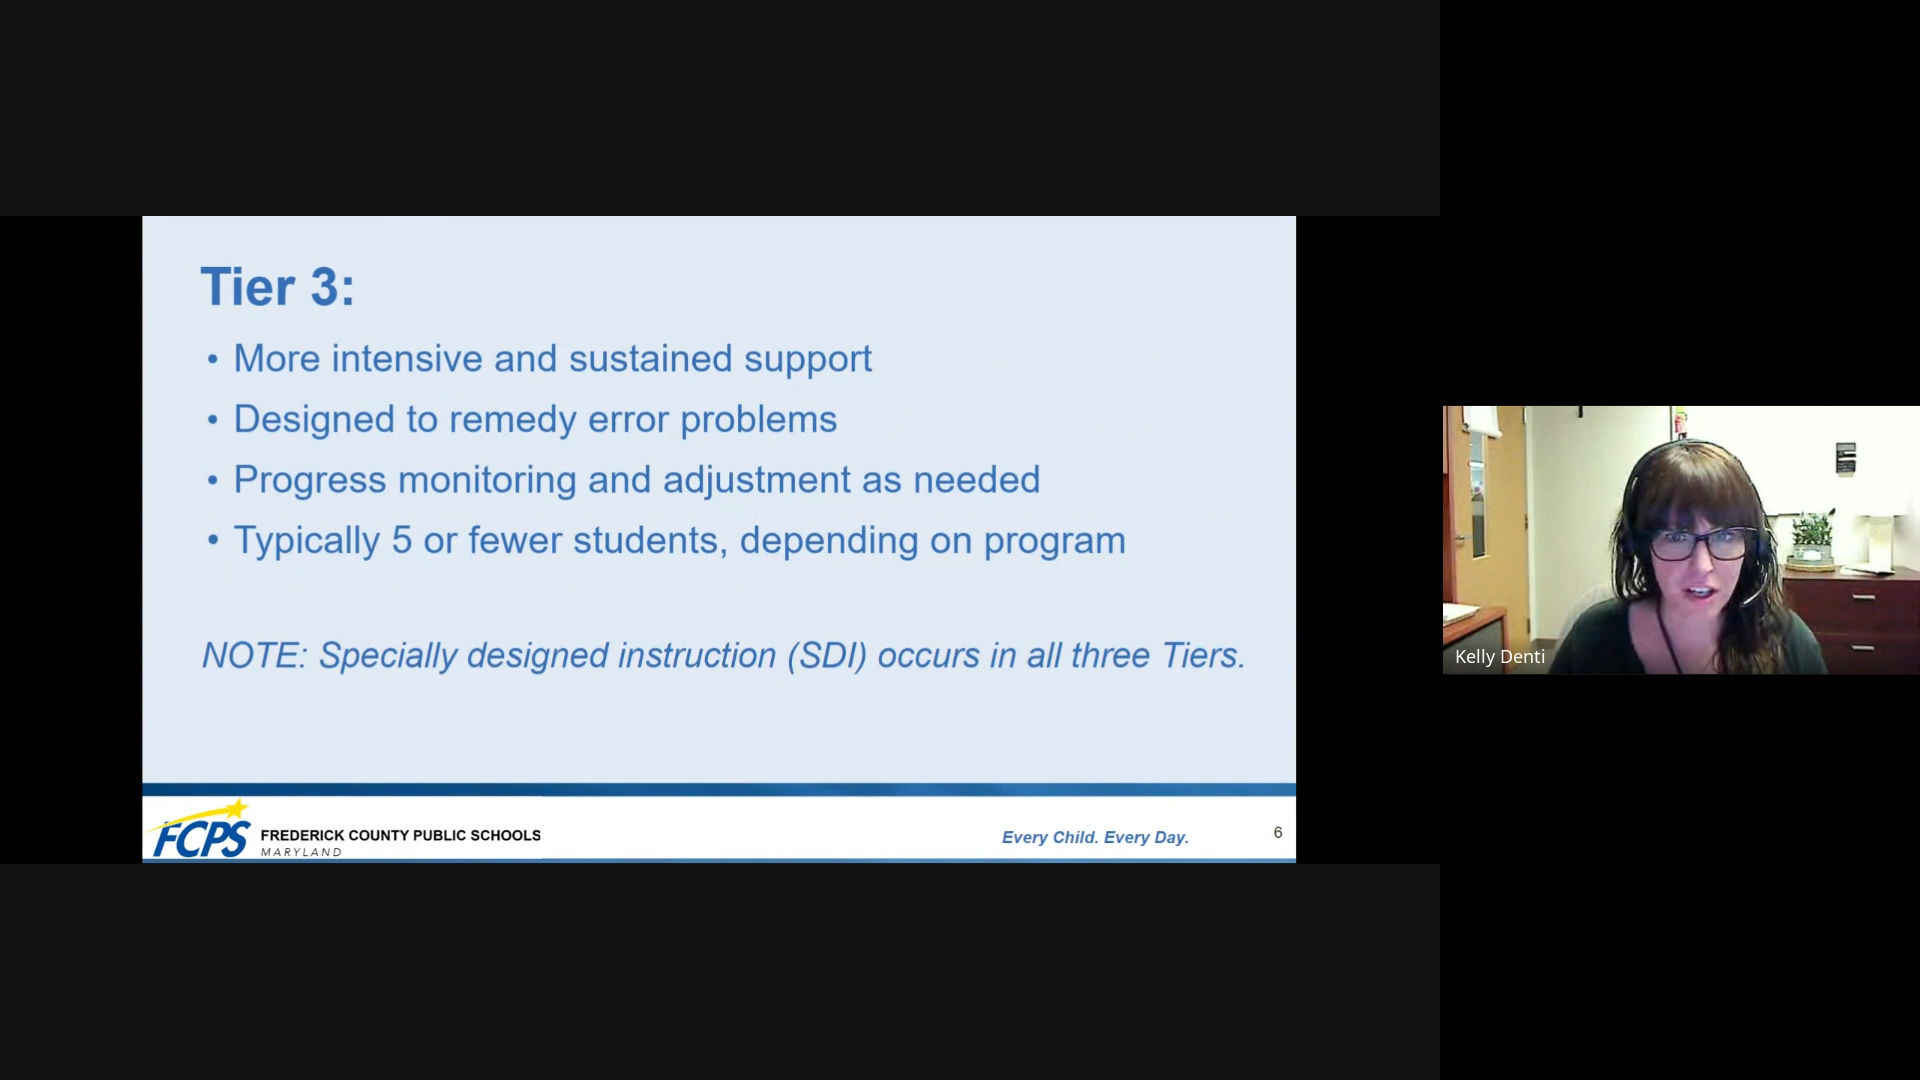 Tier 3:
• More intensive and sustained support
• Designed to remedy error problems
• Progress monitoring and adjustment as needed
• Typically 5 or fewer students, depending on program
NOTE: Specially designed instruction (SDI) occurs in all three Tiers.
FCPS
FREDERICK COUNTY PUBLIC SCHOOLS
MARYLAND
Every Child. Every Day.
6
Kelly Denti